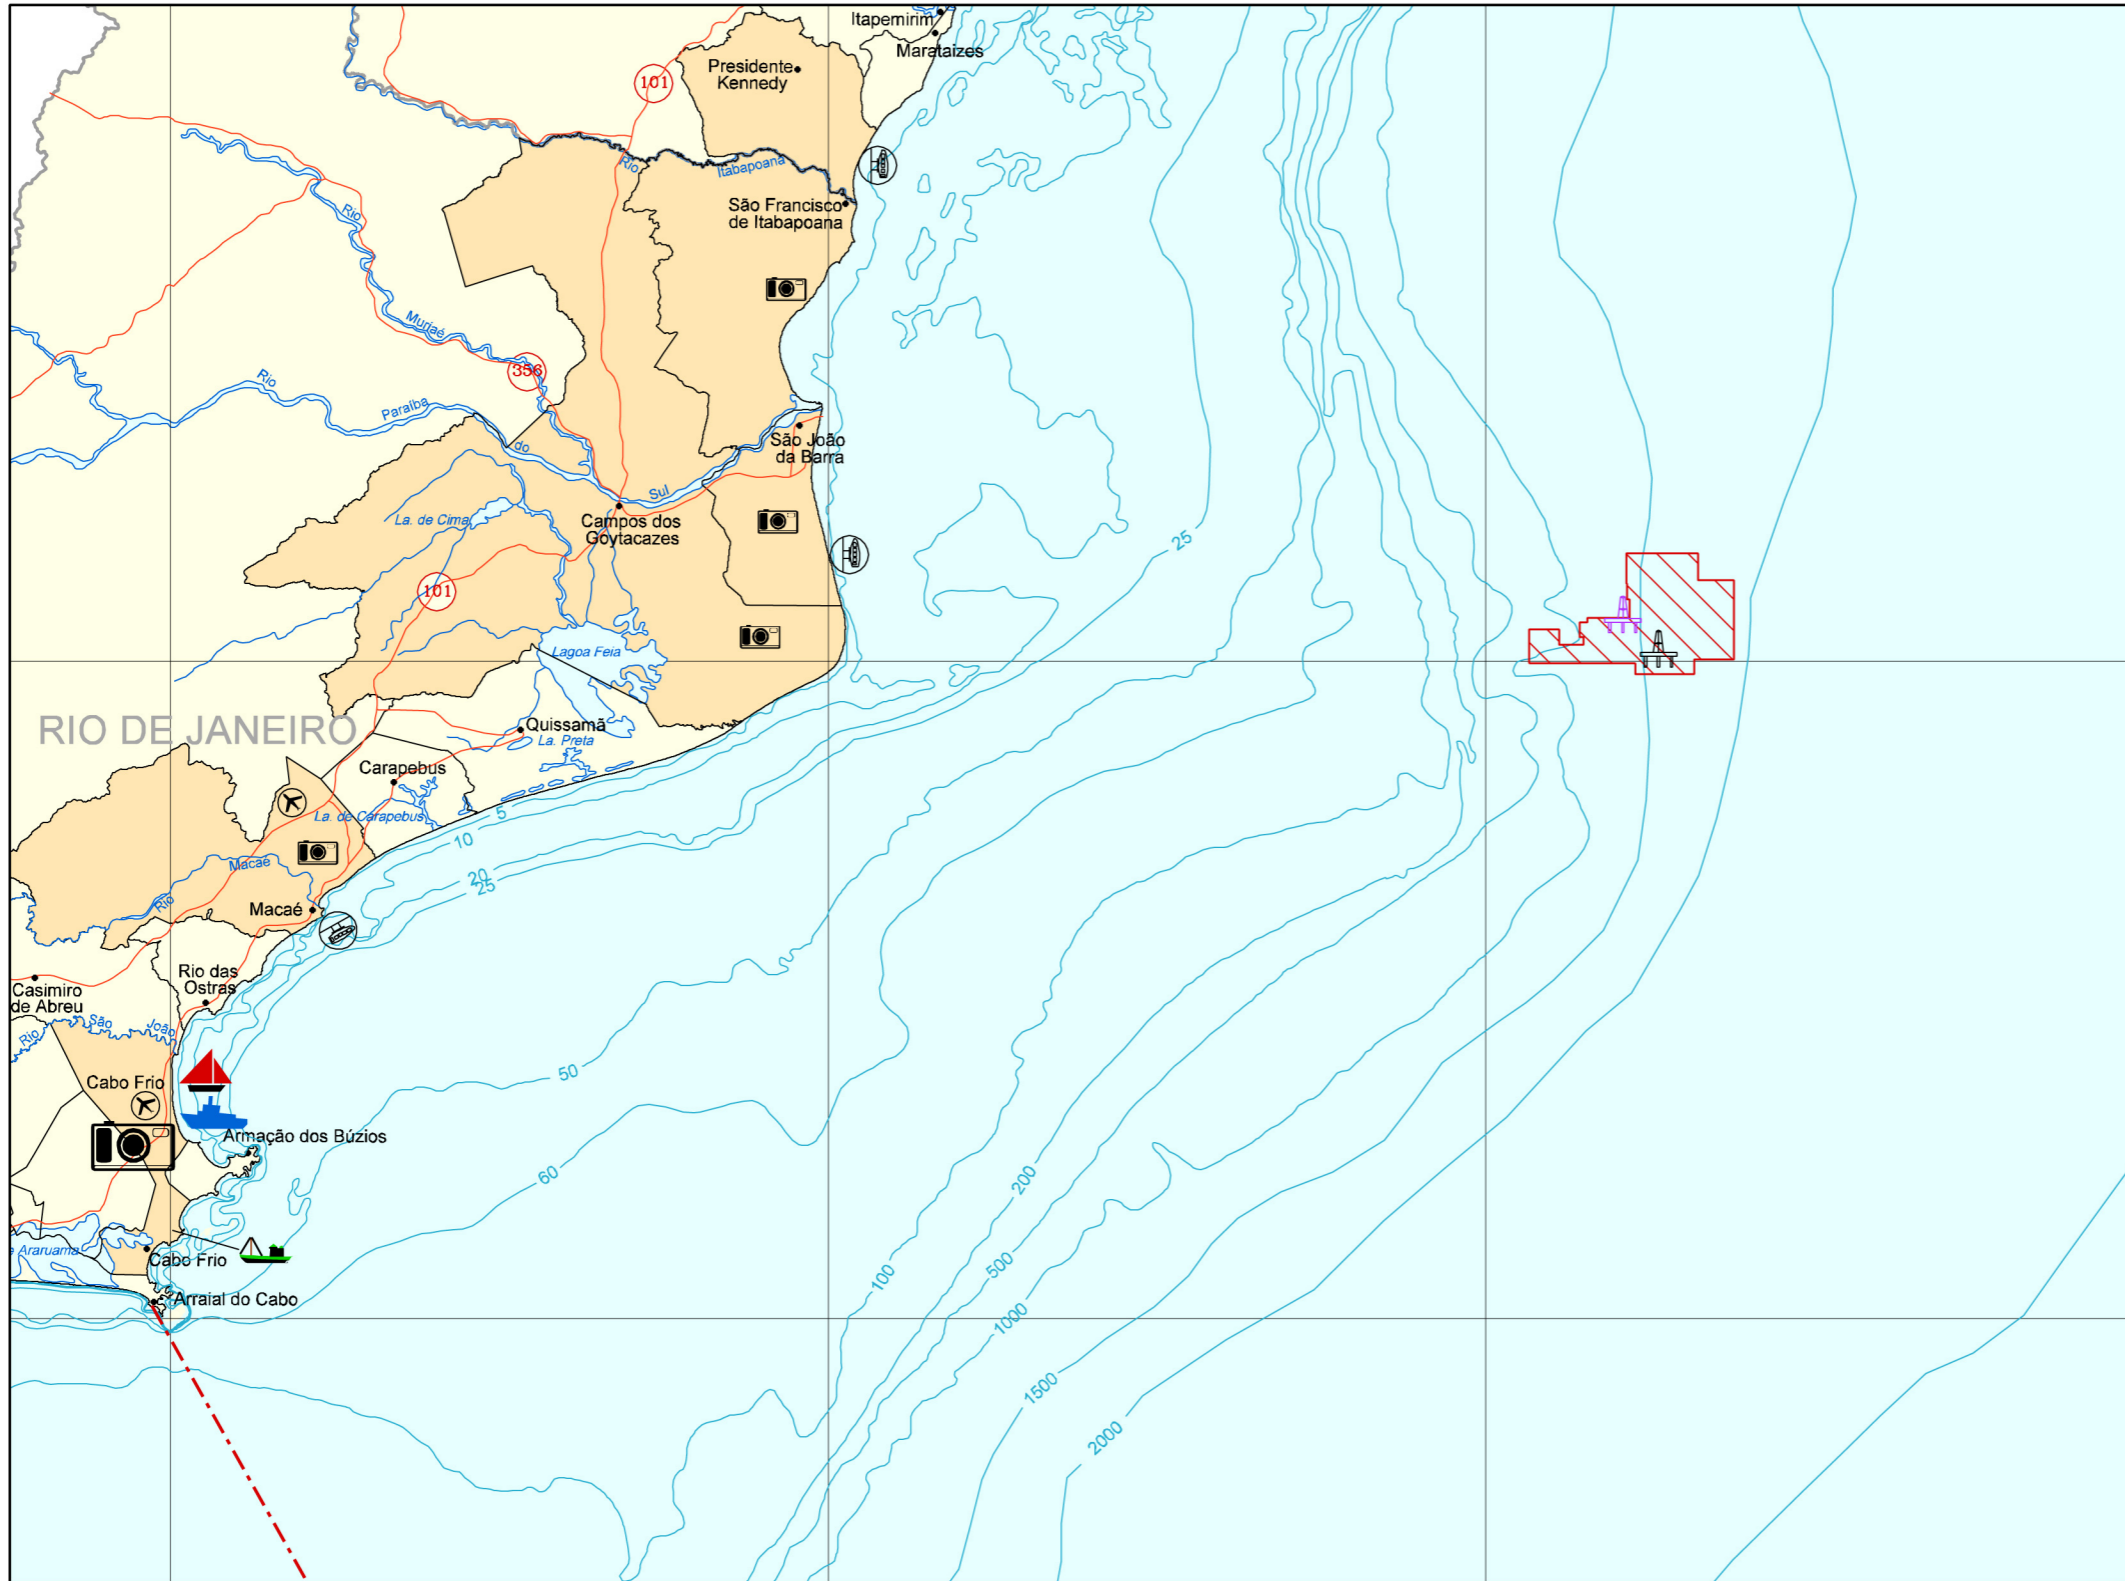 Itapemirim
Marataizes
Presidente
Kennedy
101
Rio
Itabapoana
São Francisco
de Itabapoana
Rio
Muriaé
356
Rio
Paraíba
do
Sul
São João
da Barra
La. de Cima
Campos dos
Goytacazes
25
101
Lagoa Feia
RIO DE JANEIRO
Quissamã
La. Preta
Carapebus
La. de Carapebus
5
10
20
25
Macaé
Rio
Macaé
Rio das
Ostras
Casimiro
de Abreu
Rio
São
João
Cabo Frio
50
Armação dos Búzios
60
200
100
500
1000
1500
2000
e Araruama
Cabo Frio
Arraial do Cabo